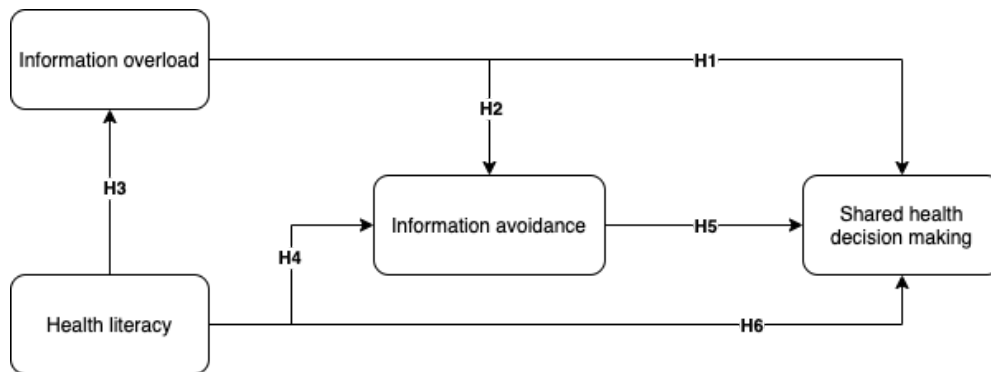 Information overload
H1
H2
H3
Information avoidance
H5
Shared health
decision making
H4
Health literacy
H6